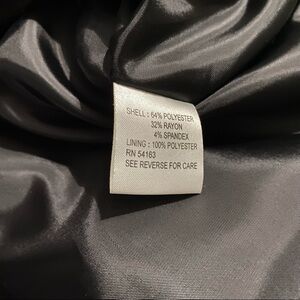 SHELL : 64% POLYESTER
32% RAYON
4% SPANDEX
LINING : 100% POLYESTER
RN 54163
SEE REVERSE FOR CARE